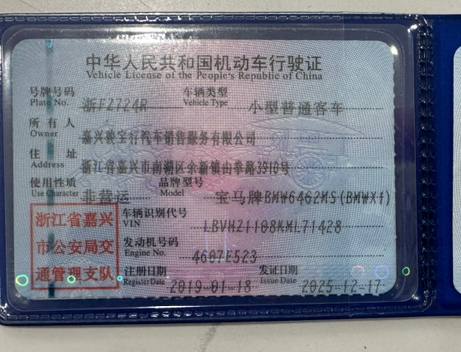 中华人民共和国机动车行驶证
Vehicle License of the People's Republic of China
号牌号码 浙FZ724R 车辆类型 小型普通客车
Plate No. Vehicle Type
所有人 嘉兴骏宝行汽车销售服务有限公司
Owner
住址 浙江省嘉兴市南湖区余新镇由拳路3910号
Address
使用性质 非营运 品牌型号 宝马牌BMW6462MS(BMWX1)
Use Character Model
浙江省嘉兴
市公安局交
通管理支队
车辆识别代号 LBVHZ1108KML71428
VIN
发动机号码 4607E523
Engine No.
注册日期 2019-01-18 发证日期 2025-12-17
Register Date Issue Date